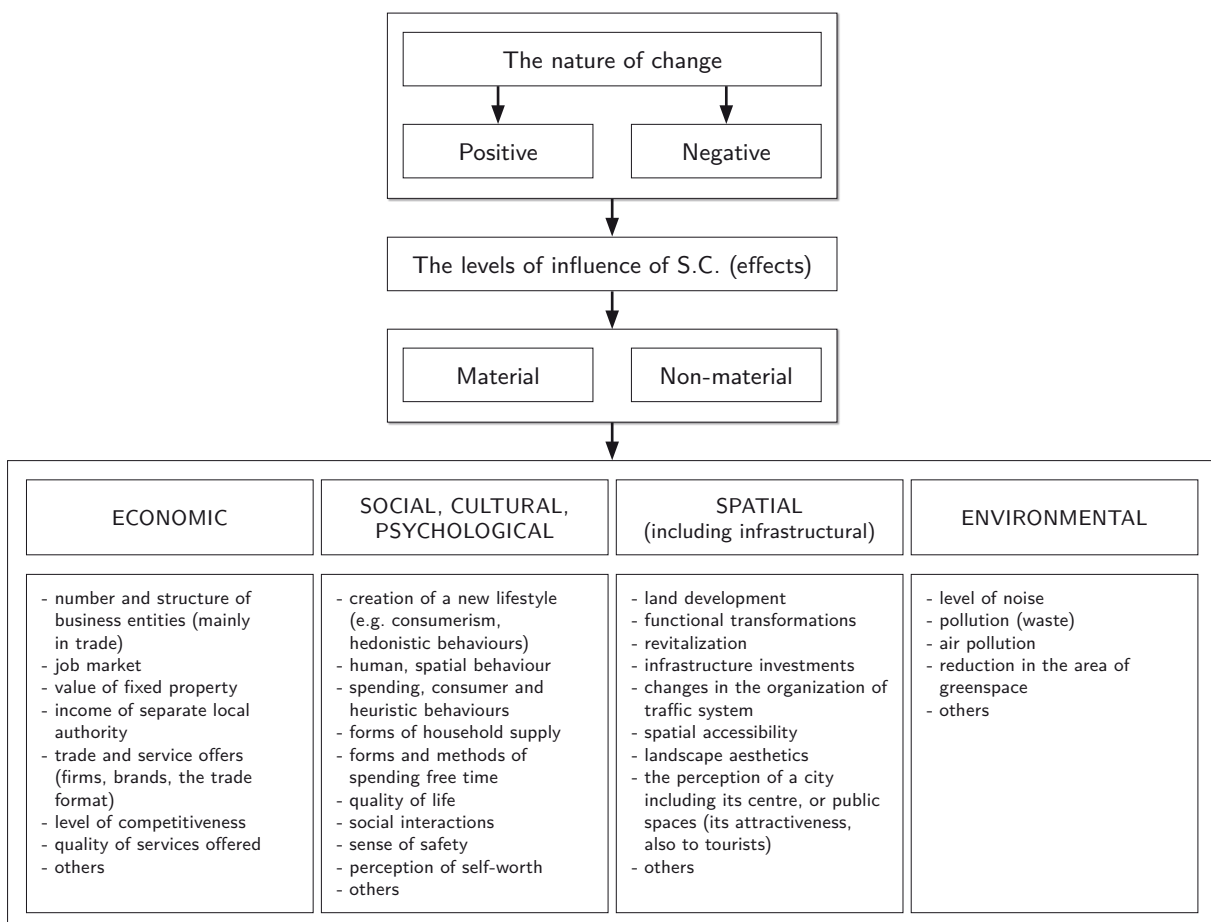 The nature of change
Positive
Negative
The levels of influence of S.C. (effects)
Material
Non-material
ECONOMIC
- number and structure of
business entities (mainly
in trade)
- job market
- value of fixed property
- income of separate local
authority
- trade and service offers
(firms, brands, the trade
format)
- level of competitiveness
- quality of services offered
- others
SOCIAL, CULTURAL,
PSYCHOLOGICAL
- creation of a new lifestyle
(e.g. consumerism,
hedonistic behaviours)
- human, spatial behaviour
- spending, consumer and
heuristic behaviours
- forms of household supply
- forms and methods of
spending free time
- quality of life
- social interactions
- sense of safety
- perception of self-worth
- others
SPATIAL
(including infrastructural)
- land development
- functional transformations
- revitalization
- infrastructure investments
- changes in the organization of
traffic system
- spatial accessibility
- landscape aesthetics
- the perception of a city
including its centre, or public
spaces (its attractiveness,
also to tourists)
- others
ENVIRONMENTAL
- level of noise
- pollution (waste)
- air pollution
- reduction in the area of
greenspace
- others